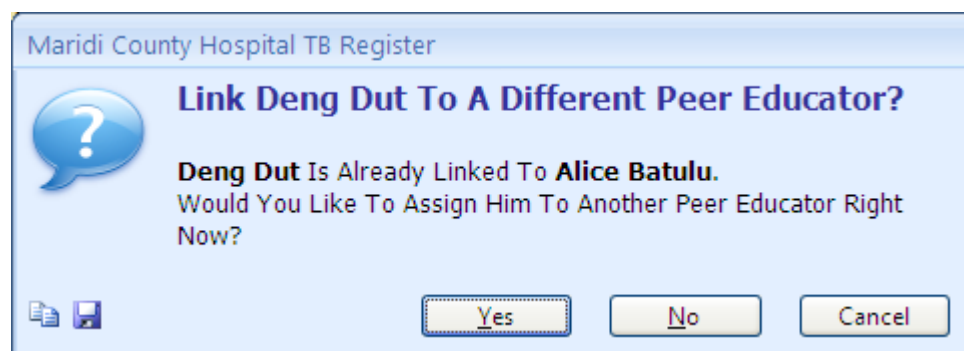 Maridi County Hospital TB Register
Link Deng Dut To A Different Peer Educator?
Deng Dut Is Already Linked To Alice Batulu.
Would You Like To Assign Him To Another Peer Educator Right
Now?
Yes No Cancel